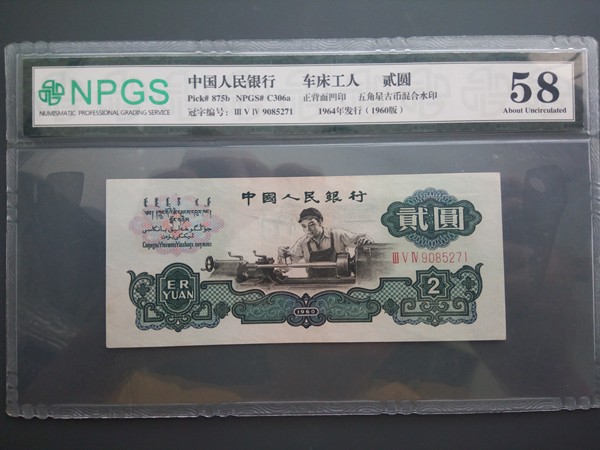 NPGS
NUMISMATIC PROFESSIONAL GRADING SERVICE
中国人民银行 车床工人 贰圆
Pick# 875b NPGS# C306a 正背面凹印 五角星古币混合水印
冠字编号: III V IV 9085271 1964年发行 (1960版)
58
About Uncirculated
中國人民銀行
貳圓
III V IV 9085271
ER
YUAN
1960
2